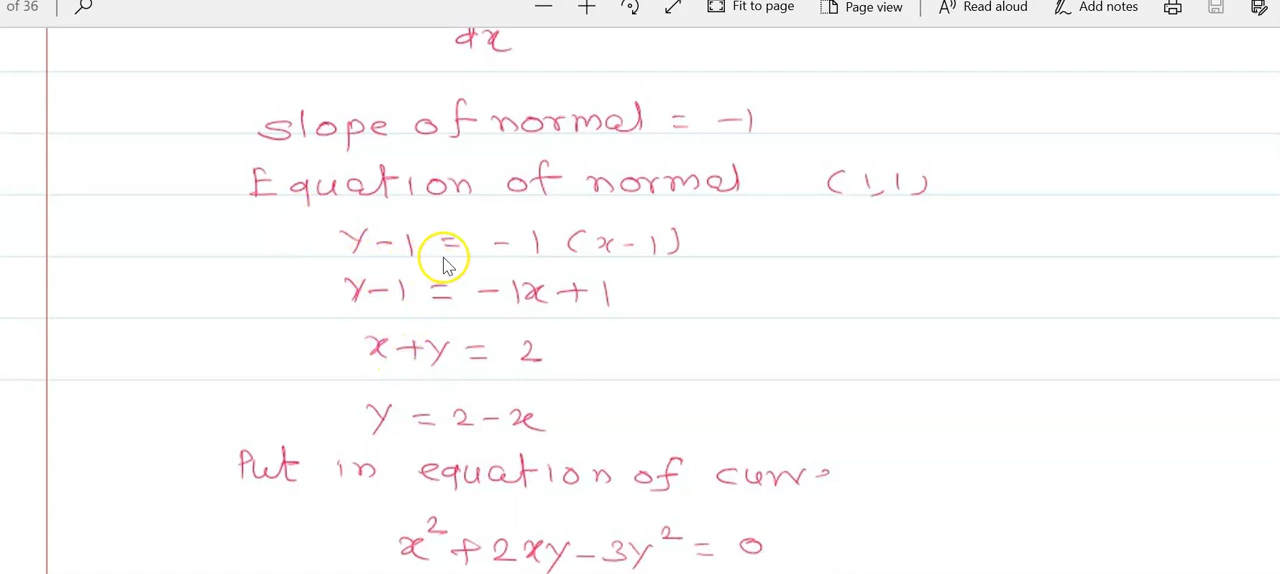 of 36 Fit to page Page view Read aloud Add notes
dx
slope of normal = -1
Equation of normal (1,1)
y-1 = -1(x-1)
y-1 = -1x+1
x+y = 2
y = 2-x
Put in equation of curve
x²+2xy-3y²=0